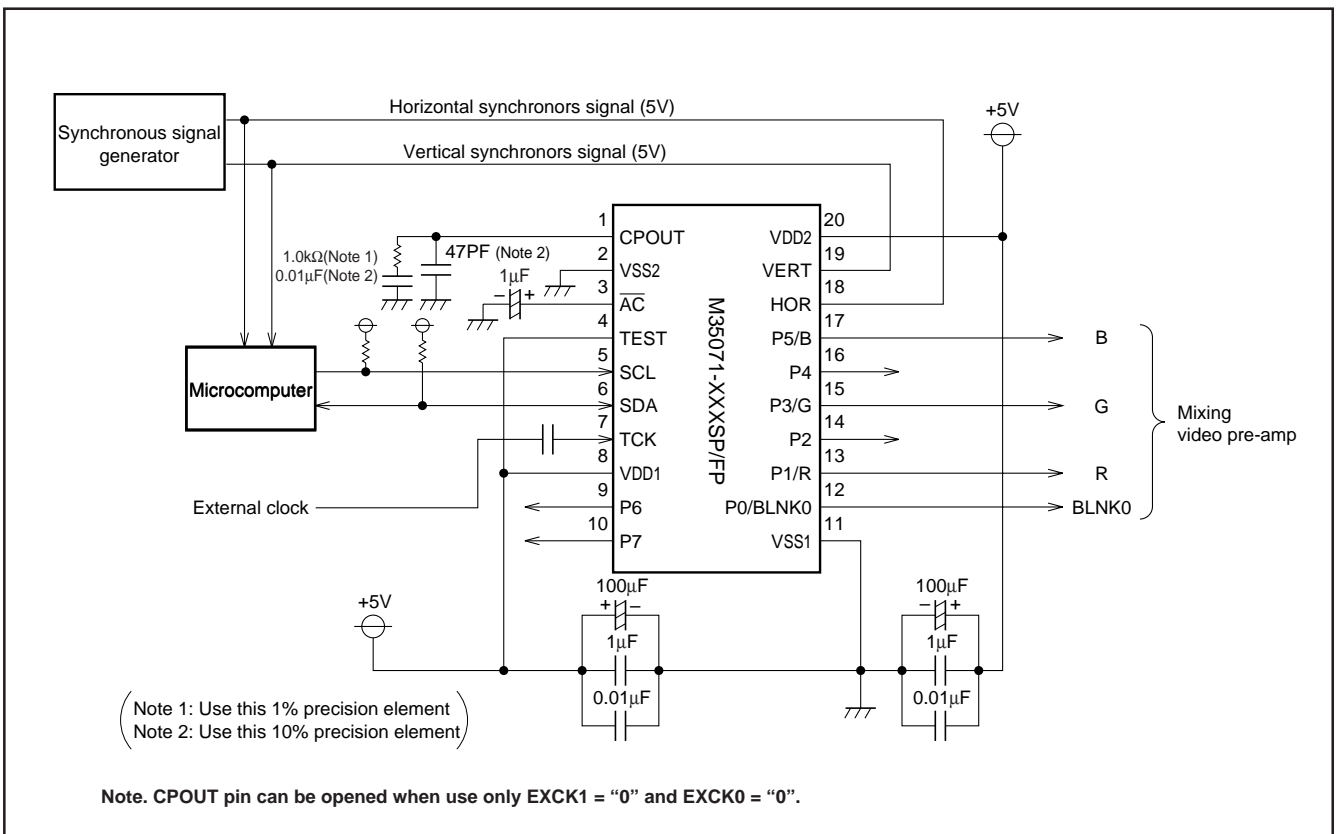 Horizontal synchronors signal (5V)
+5V
Synchronous signal
generator
Vertical synchronors signal (5V)
1.0kΩ(Note 1)
0.01µF(Note 2)
47PF (Note 2)
1µF
– +
Microcomputer
External clock
1
CPOUT
2
VSS2
3
AC
4
TEST
5
SCL
6
SDA
7
TCK
8
VDD1
9
P6
10
P7
M35071-XXXSP/FP
20
VDD2
19
VERT
18
HOR
17
P5/B
16
P4
15
P3/G
14
P2
13
P1/R
12
P0/BLNK0
11
VSS1
B
G
R
BLNK0
Mixing
video pre-amp
+5V
100µF
+ –
1µF
0.01µF
100µF
– +
1µF
0.01µF
Note 1: Use this 1% precision element
Note 2: Use this 10% precision element
Note. CPOUT pin can be opened when use only EXCK1 = “0” and EXCK0 = “0”.